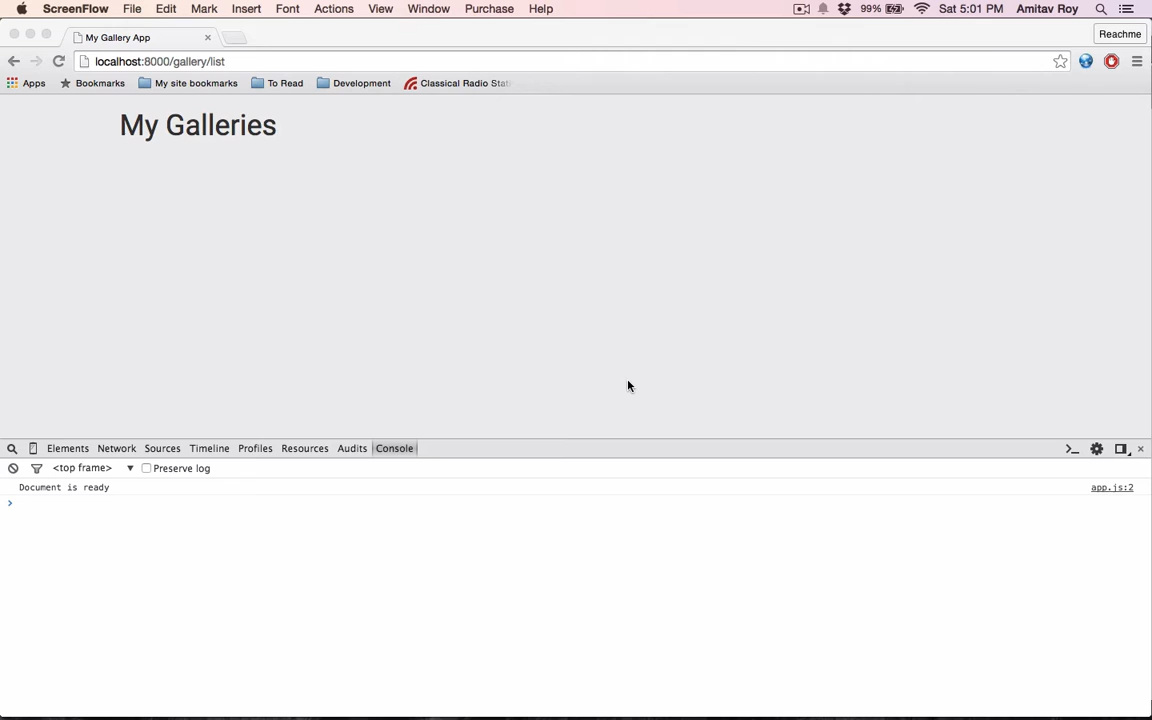 ScreenFlow File Edit Mark Insert Font Actions View Window Purchase Help 99% Sat 5:01 PM Amitav Roy
My Gallery App Reachme
localhost:8000/gallery/list
Apps Bookmarks My site bookmarks To Read Development Classical Radio Stati
My Galleries
Elements Network Sources Timeline Profiles Resources Audits Console
<top frame> Preserve log
Document is ready app.js:2